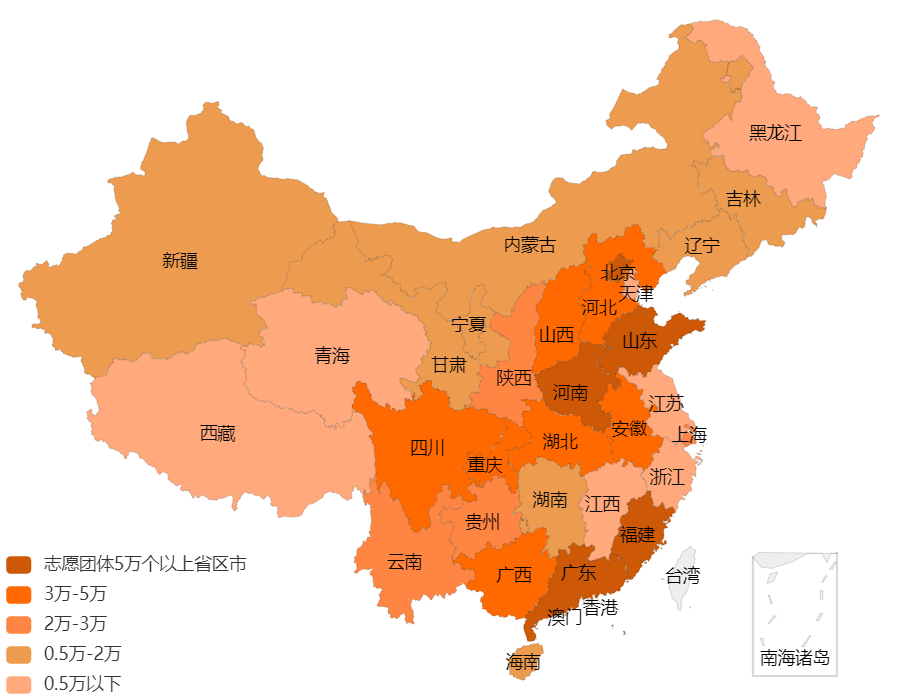 黑龙江
吉林
辽宁
内蒙古
新疆
北京
天津
河北
宁夏
山西
山东
青海
甘肃
陕西
河南
江苏
西藏
安徽
上海
四川
湖北
重庆
浙江
湖南
江西
贵州
福建
云南
广西
广东
台湾
香港
澳门
海南
南海诸岛
志愿团体5万个以上省区市
3万-5万
2万-3万
0.5万-2万
0.5万以下